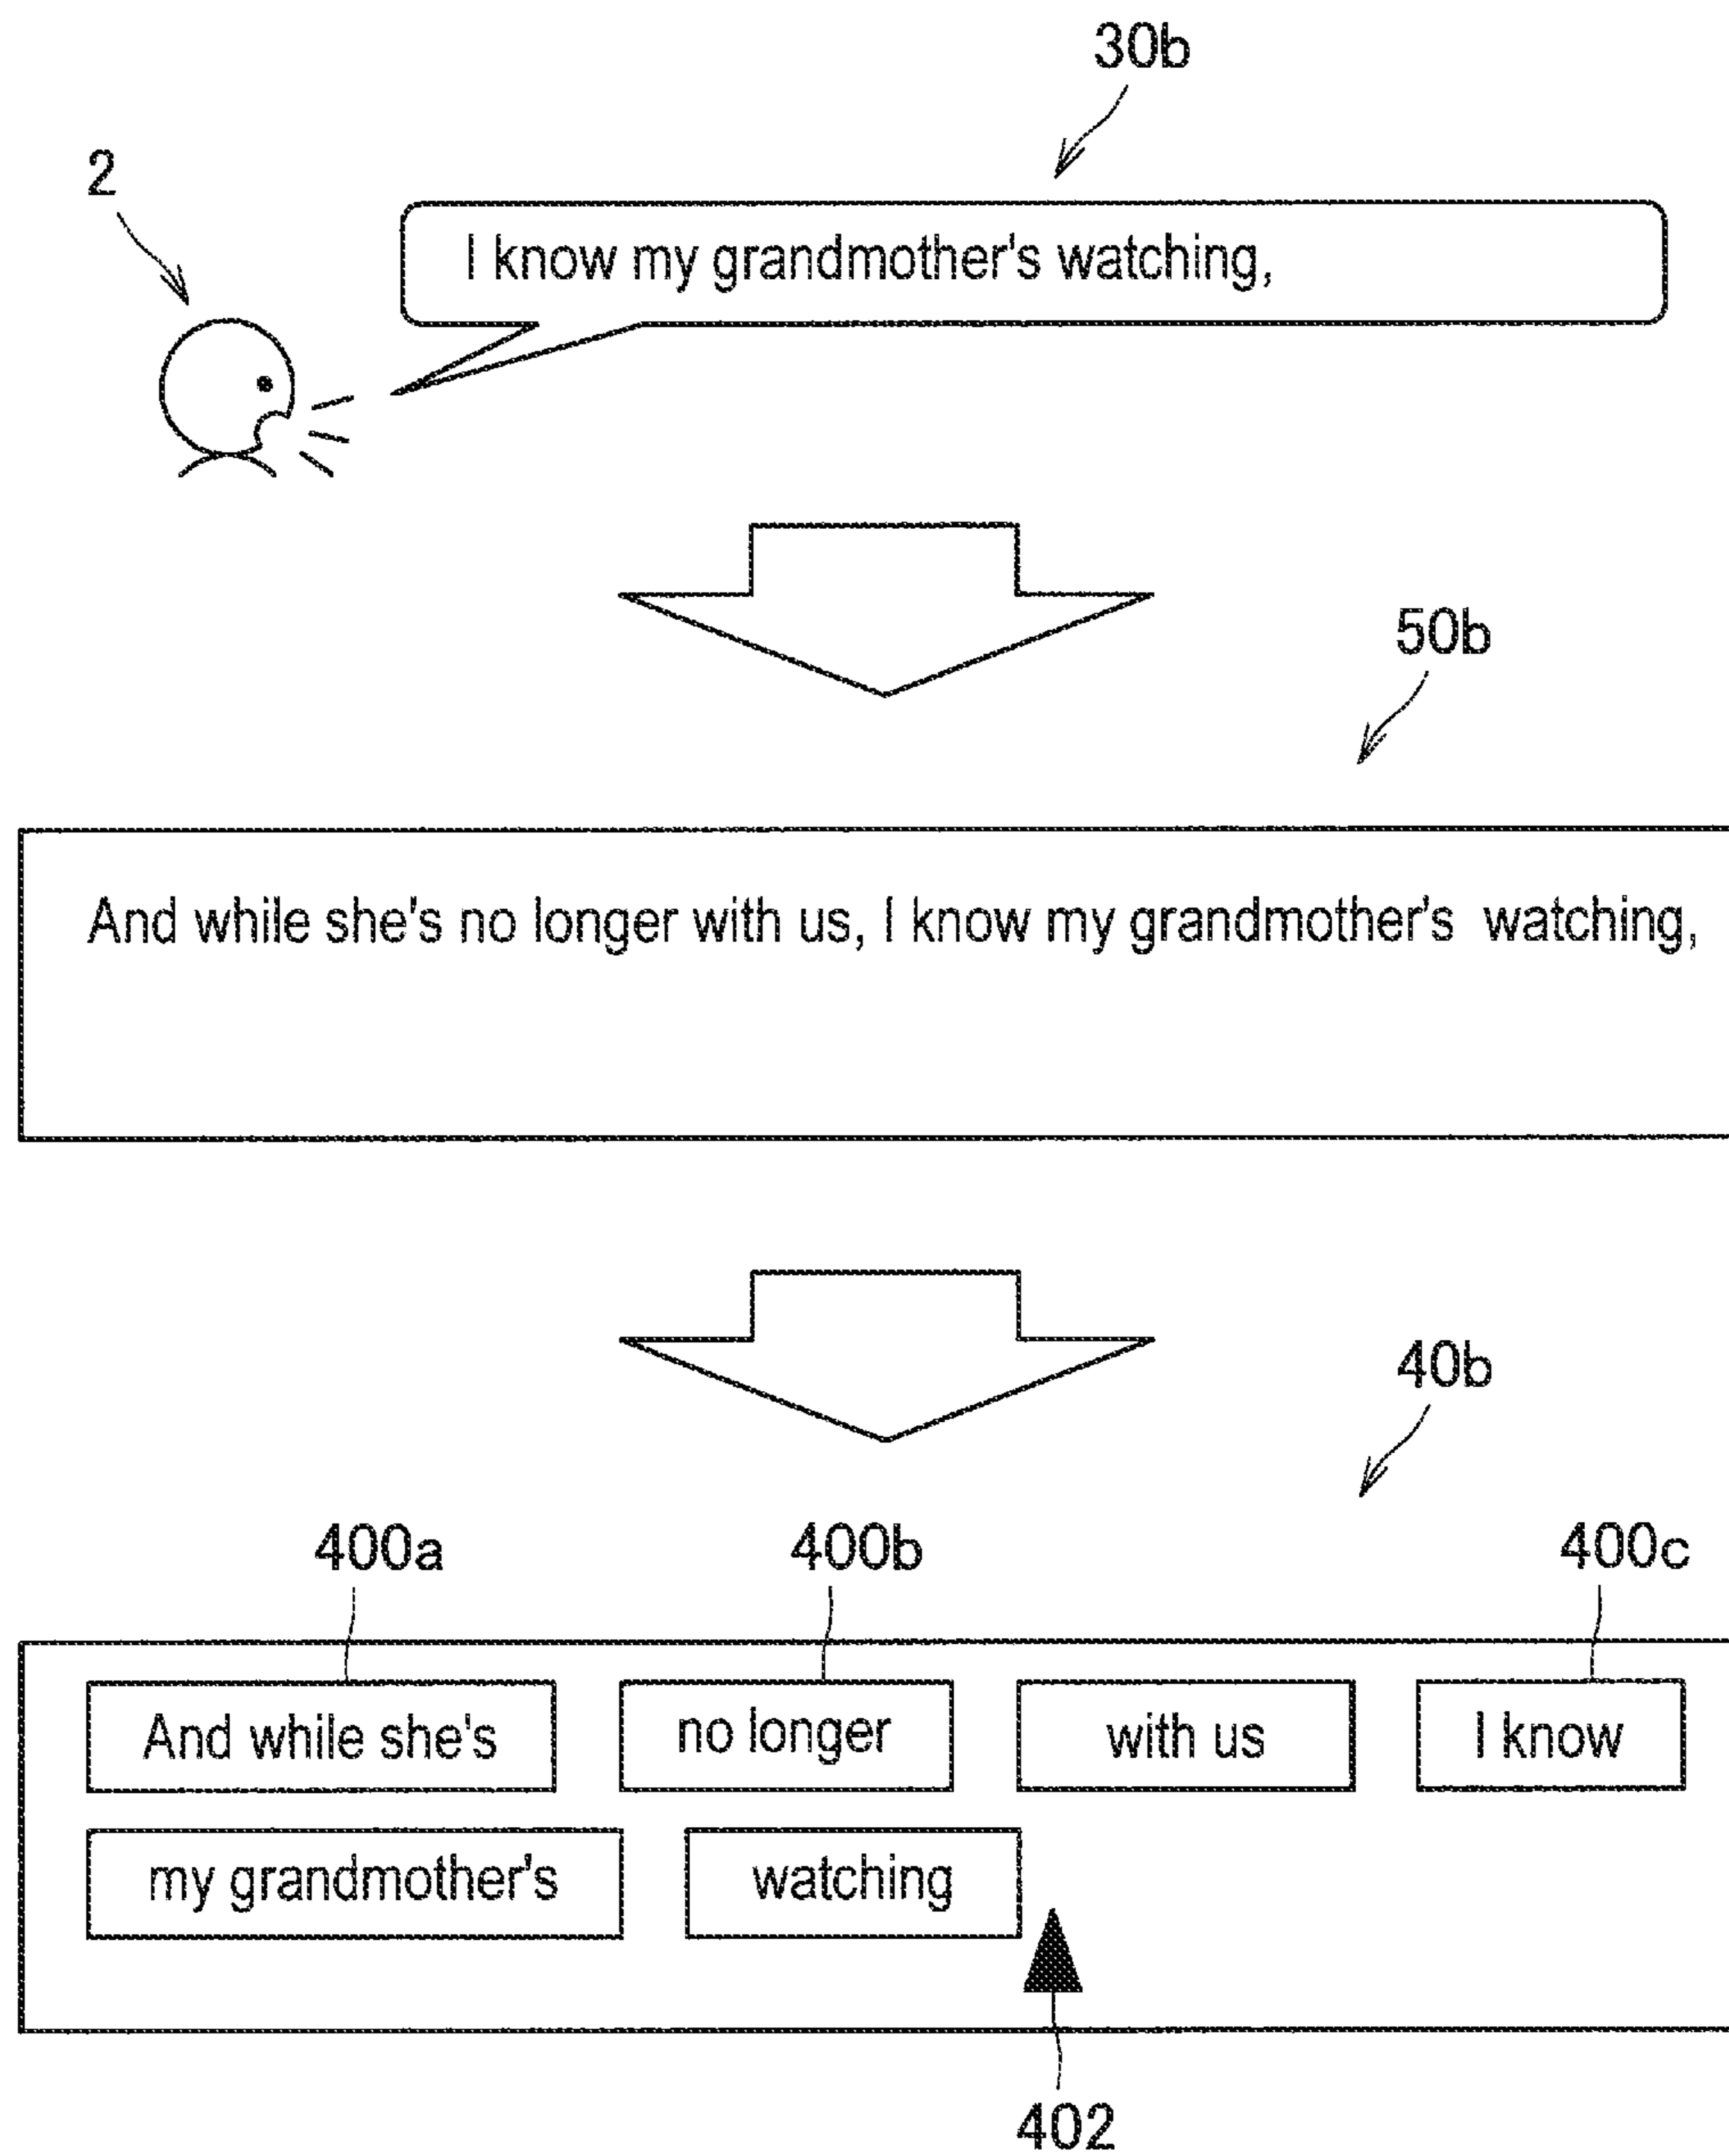 30b
2
I know my grandmother's watching,
50b
And while she's no longer with us, I know my grandmother's watching,
40b
400a 400b 400c
And while she's no longer with us I know
my grandmother's watching
402